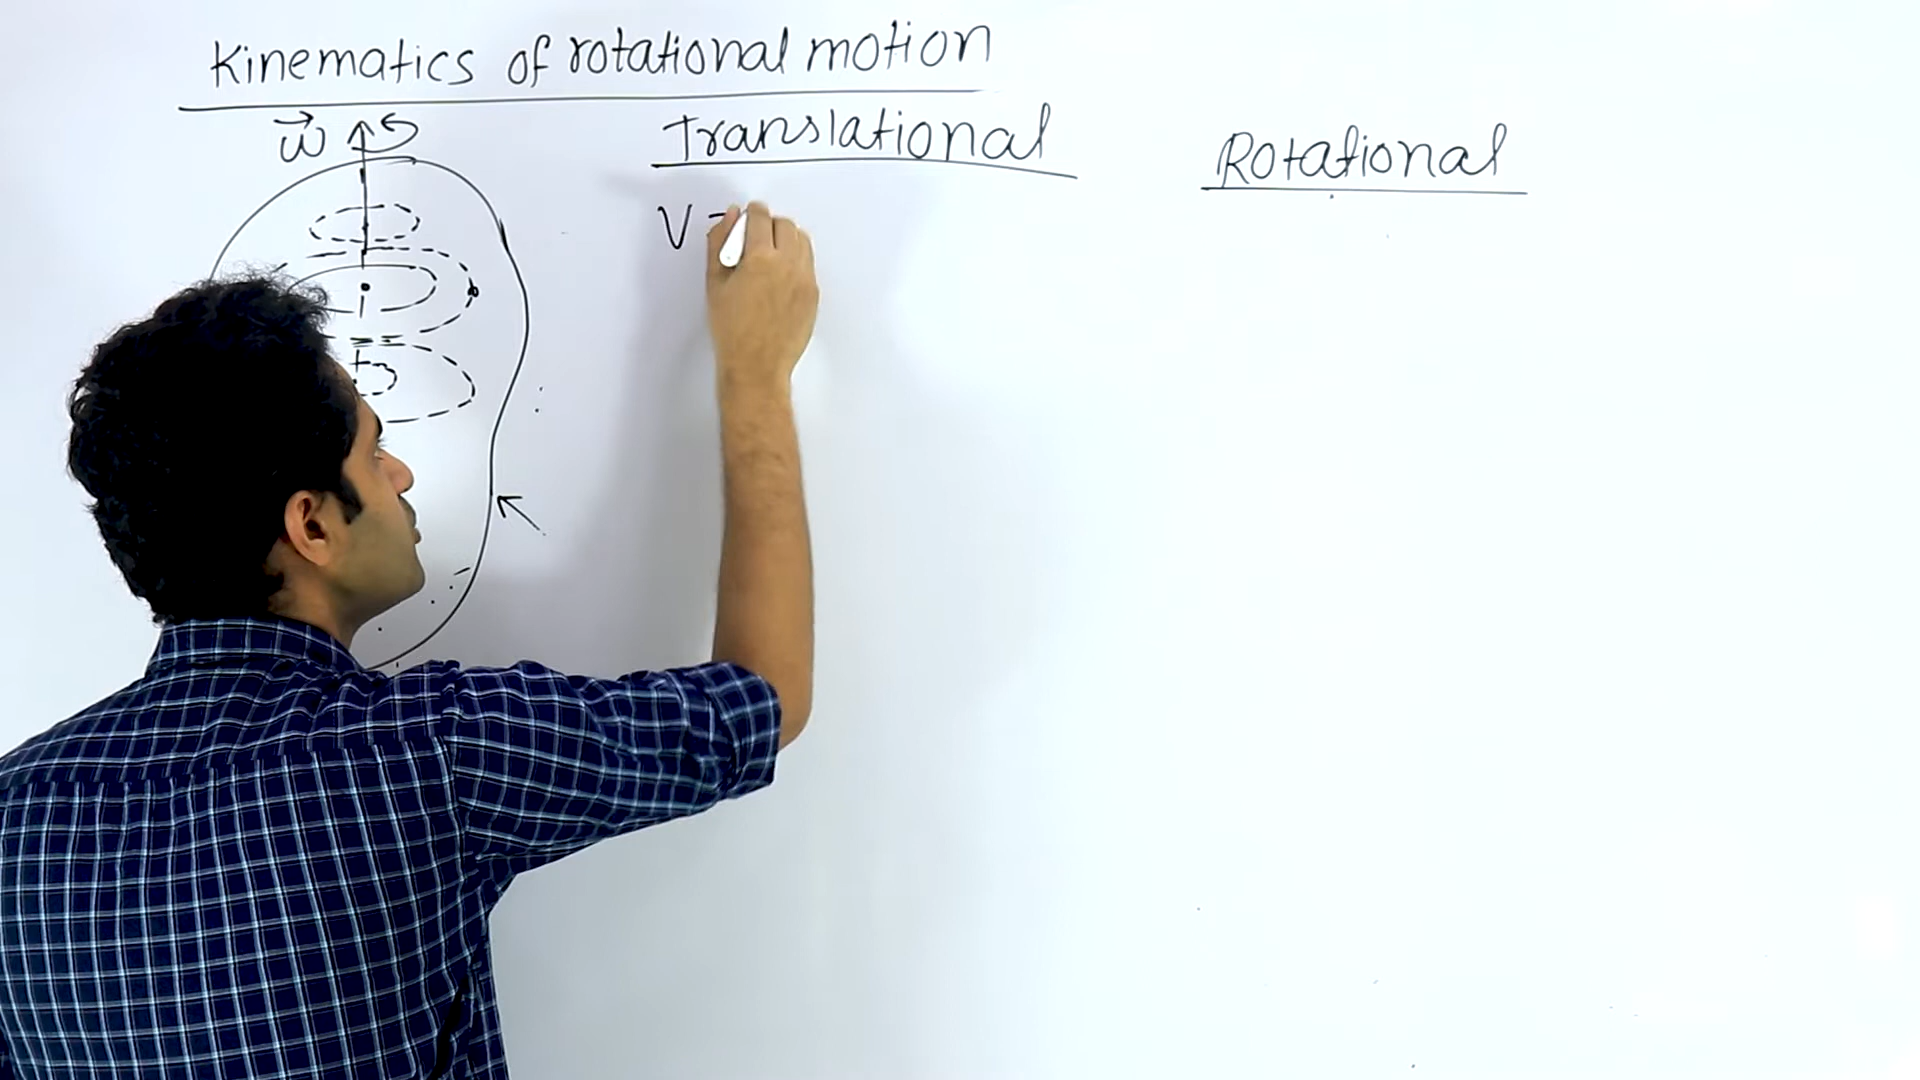 Kinematics of rotational motion
ω
Translational
Rotational
V